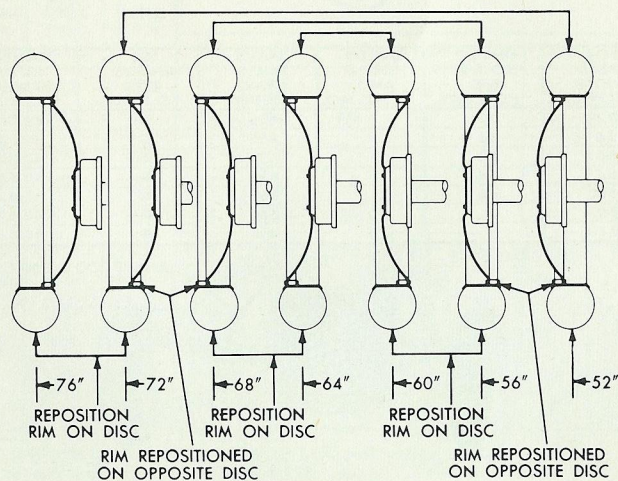 76" 72" 68" 64" 60" 56" 52"
REPOSITION
RIM ON DISC
REPOSITION
RIM ON DISC
REPOSITION
RIM ON DISC
RIM REPOSITIONED
ON OPPOSITE DISC
RIM REPOSITIONED
ON OPPOSITE DISC